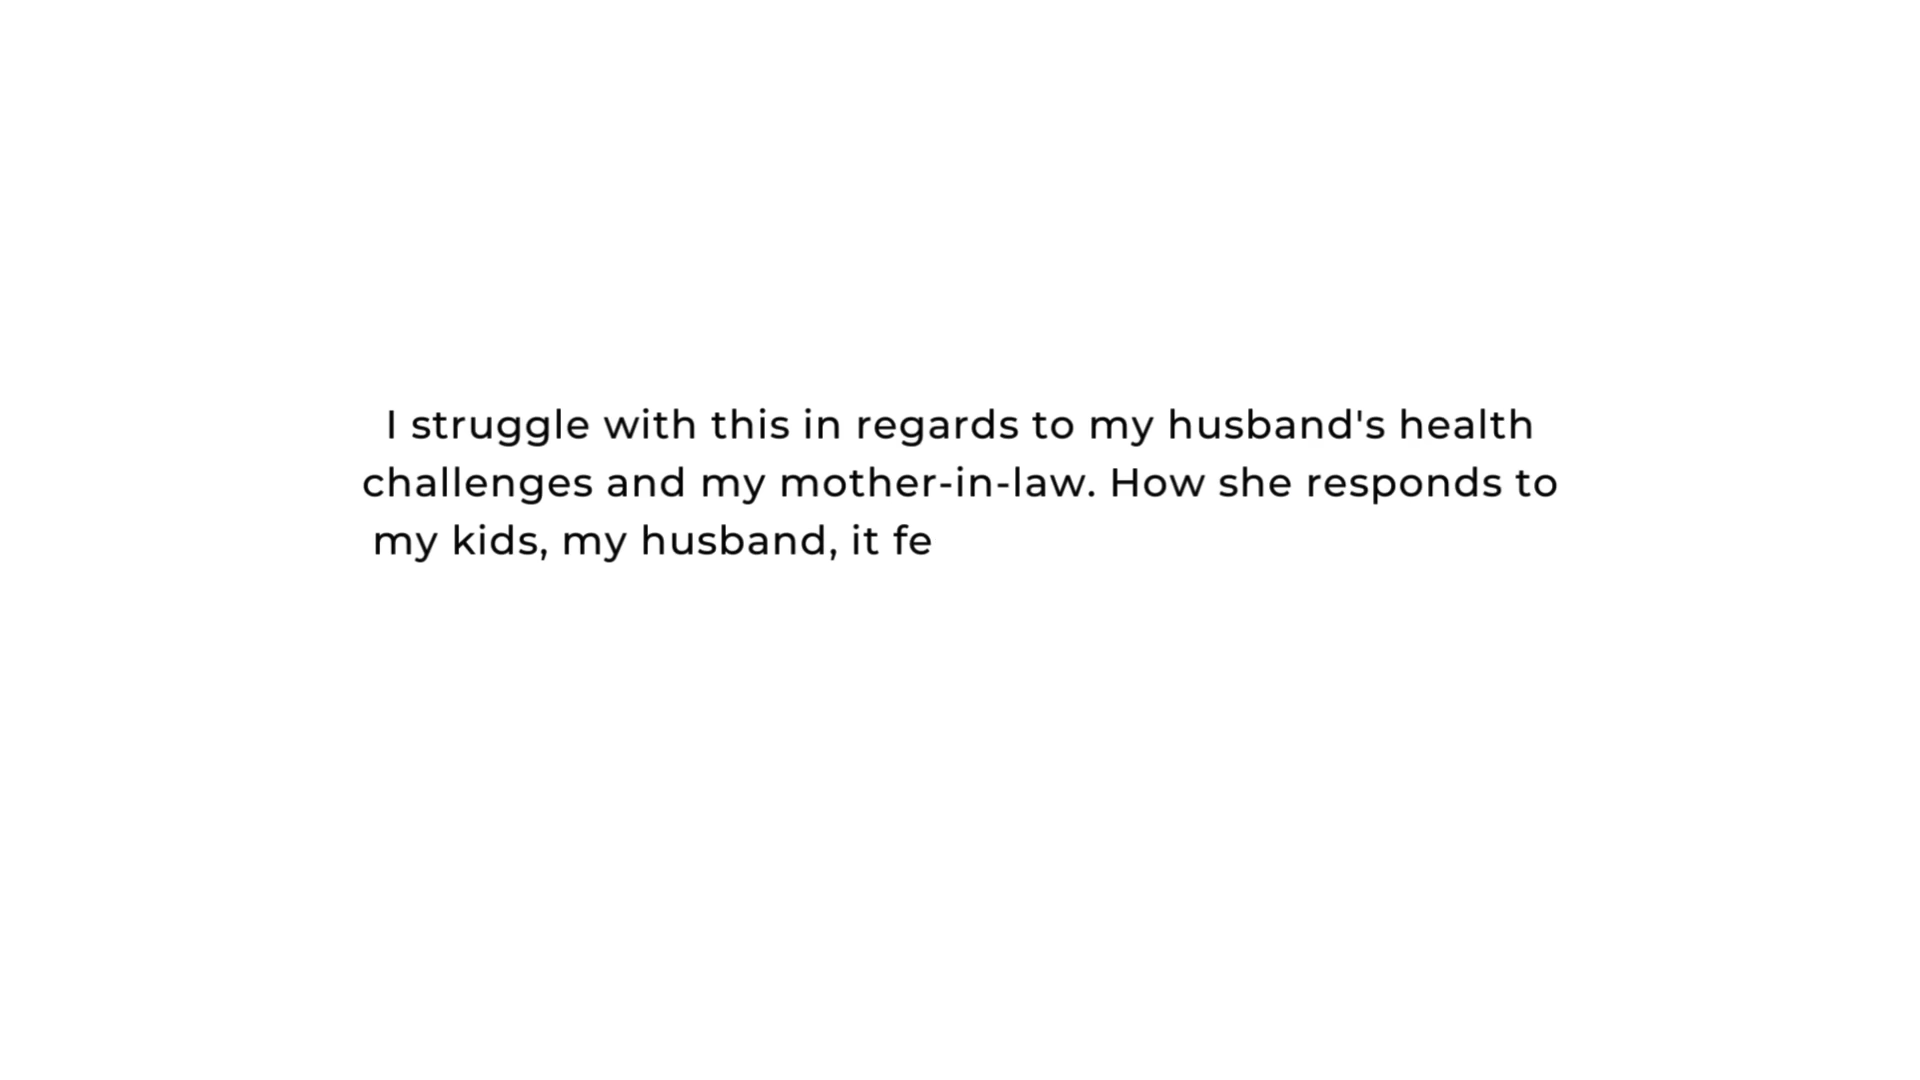 I struggle with this in regards to my husband's health
challenges and my mother-in-law. How she responds to
my kids, my husband, it fe